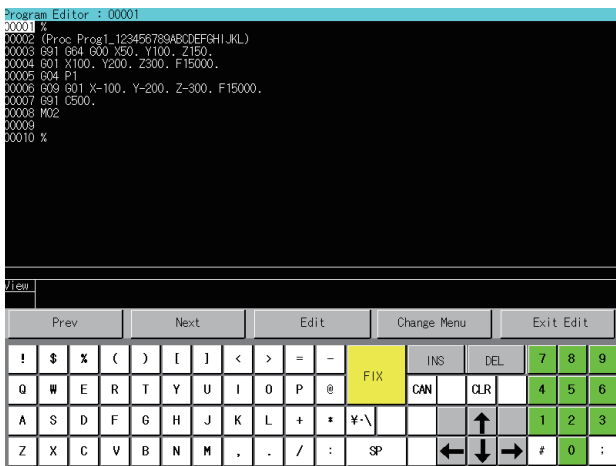 Program Editor : 00001
00001 %
00002 (Proc Prog1_123456789ABCDEFGHIJKL)
00003 G91 G64 G00 X50. Y100. Z150.
00004 G01 X100. Y200. Z300. F15000.
00005 G04 P1
00006 G09 G01 X-100. Y-200. Z-300. F15000.
00007 G91 C500.
00008 M02
00009
00010 %
View
Prev Next Edit Change Menu Exit Edit
! $ % ( ) [ ] < > = - FIX INS DEL 7 8 9
Q W E R T Y U I O P @ CAN CLR 4 5 6
A S D F G H J K L + * ¥·\ ↑ 1 2 3
Z X C V B N M , . / : SP ← ↓ → # 0 ;